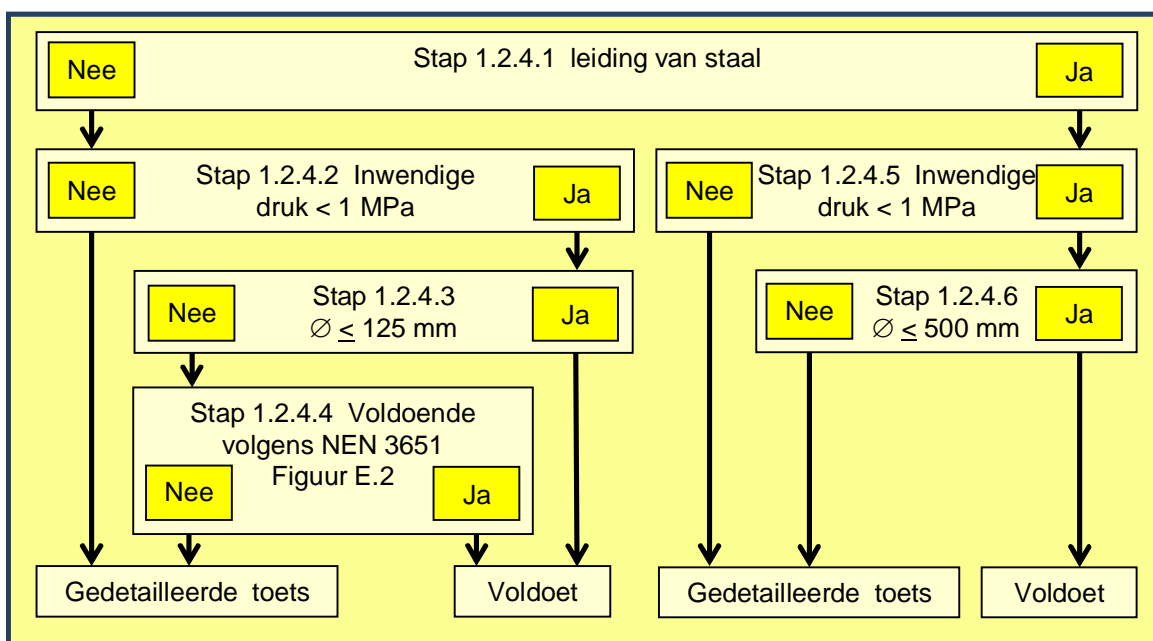 Nee
Stap 1.2.4.1 leiding van staal
Ja
Nee
Stap 1.2.4.2 Inwendige
druk < 1 MPa
Ja
Nee
Stap 1.2.4.5 Inwendige
druk < 1 MPa
Ja
Nee
Stap 1.2.4.3
∅ ≤ 125 mm
Ja
Nee
Stap 1.2.4.6
∅ ≤ 500 mm
Ja
Stap 1.2.4.4 Voldoende
volgens NEN 3651
Figuur E.2
Nee
Ja
Gedetailleerde toets
Voldoet
Gedetailleerde toets
Voldoet